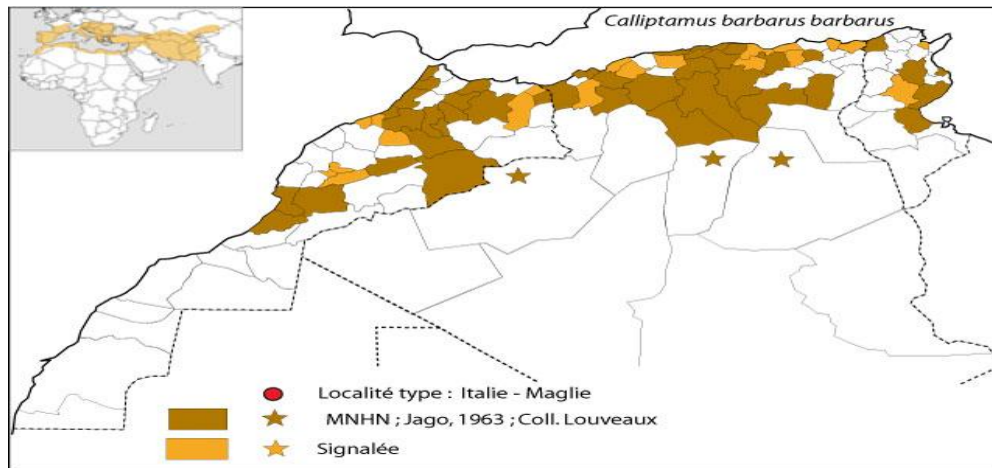 Calliptamus barbarus barbarus
Localité type : Italie - Maglie
MNHN ; Jago, 1963 ; Coll. Louveaux
Signalée